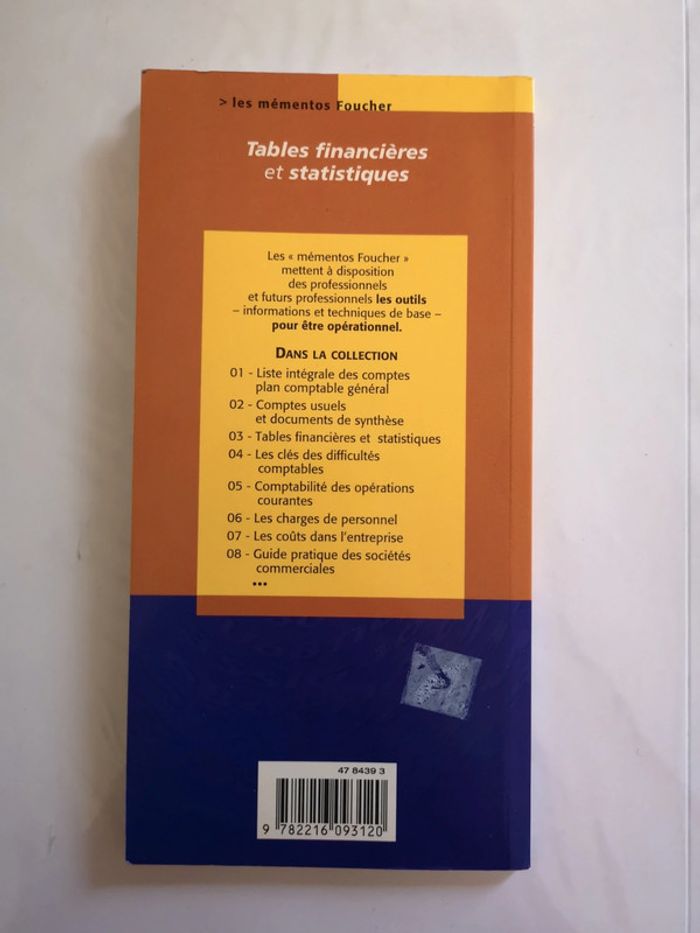 > les mémentos Foucher
Tables financières
et statistiques
Les « mémentos Foucher »
mettent à disposition
des professionnels
et futurs professionnels les outils
– informations et techniques de base –
pour être opérationnel.
DANS LA COLLECTION
01 - Liste intégrale des comptes
plan comptable général
02 - Comptes usuels
et documents de synthèse
03 - Tables financières et statistiques
04 - Les clés des difficultés
comptables
05 - Comptabilité des opérations
courantes
06 - Les charges de personnel
07 - Les coûts dans l'entreprise
08 - Guide pratique des sociétés
commerciales
•••
47 8439 3
9 782216 093120